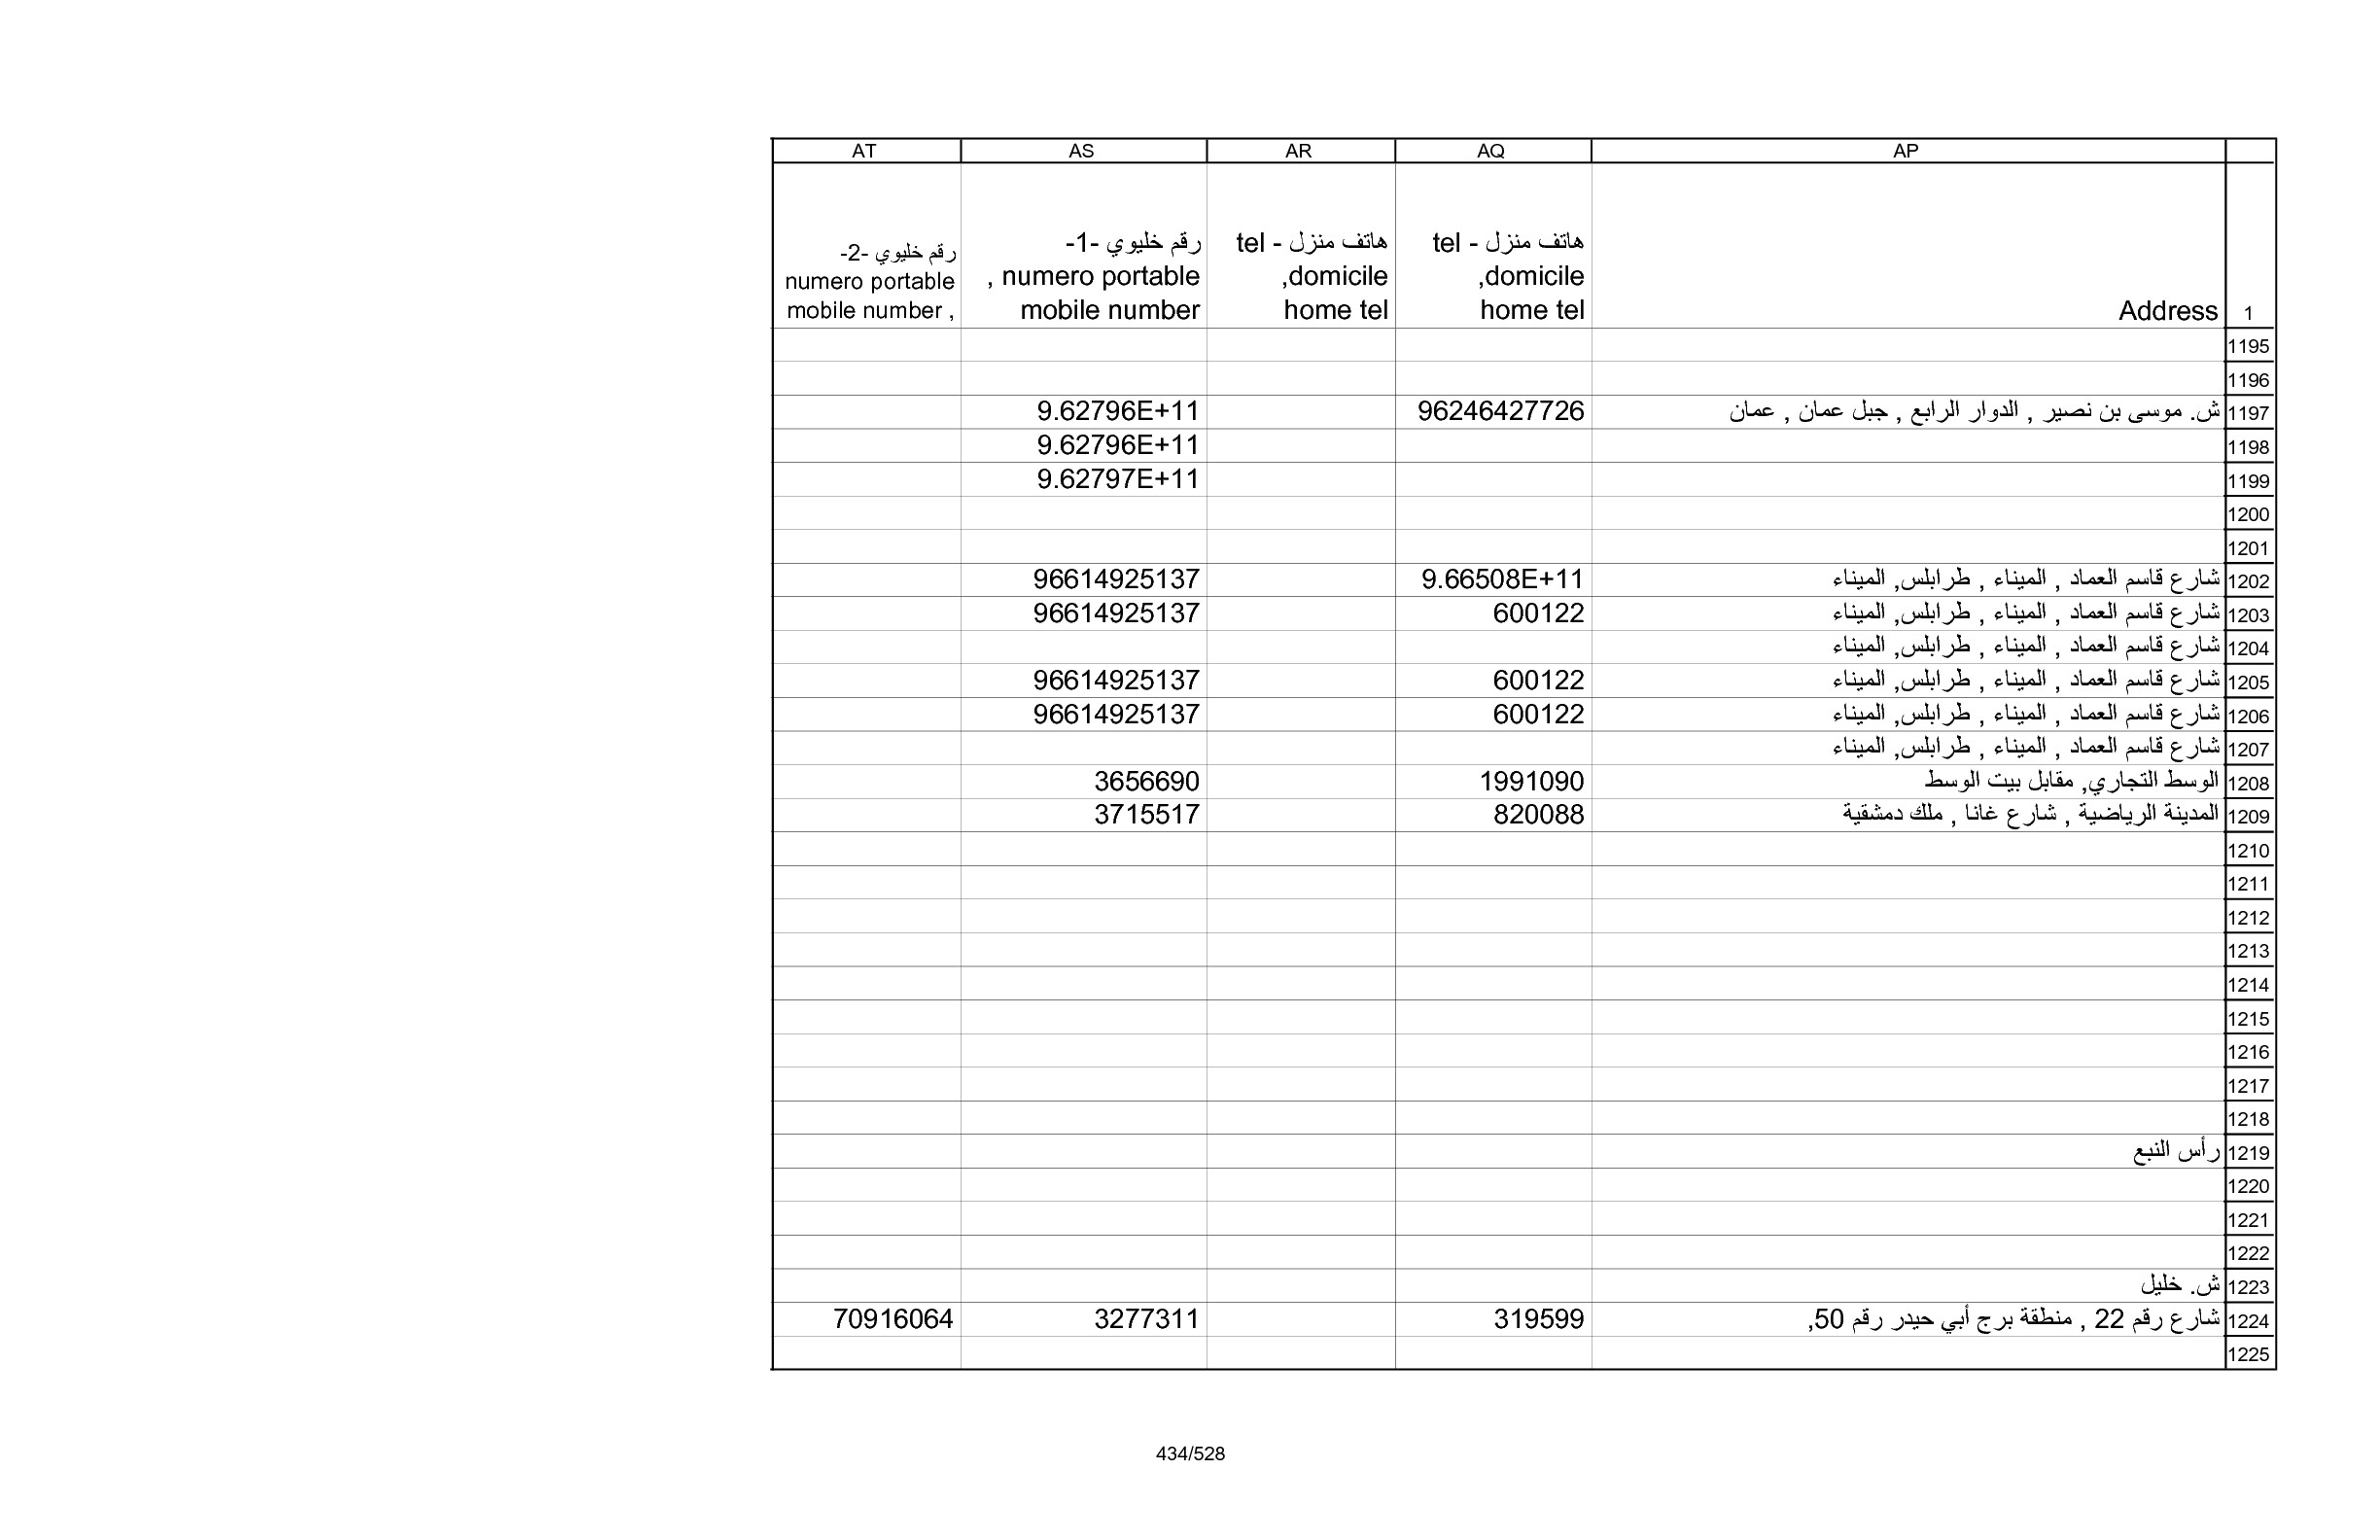 AP AQ AR AS AT
1 Address هاتف منزل - tel domicile, home tel هاتف منزل - tel domicile, home tel رقم خليوي -1- numero portable , mobile number رقم خليوي -2- numero portable mobile number ,
1195
1196
1197 ش. موسى بن نصير , الدوار الرابع , جبل عمان , عمان 96246427726 9.62796E+11
1198 9.62796E+11
1199 9.62797E+11
1200
1201
1202 شارع قاسم العماد , الميناء , طرابلس, الميناء 9.66508E+11 96614925137
1203 شارع قاسم العماد , الميناء , طرابلس, الميناء 600122 96614925137
1204 شارع قاسم العماد , الميناء , طرابلس, الميناء
1205 شارع قاسم العماد , الميناء , طرابلس, الميناء 600122 96614925137
1206 شارع قاسم العماد , الميناء , طرابلس, الميناء 600122 96614925137
1207 شارع قاسم العماد , الميناء , طرابلس, الميناء
1208 الوسط التجاري, مقابل بيت الوسط 1991090 3656690
1209 المدينة الرياضية , شارع غانا , ملك دمشقية 820088 3715517
1210
1211
1212
1213
1214
1215
1216
1217
1218
1219 رأس النبع
1220
1221
1222
1223 ش. خليل
1224 شارع رقم 22 , منطقة برج أبي حيدر رقم 50, 319599 3277311 70916064
1225
434/528